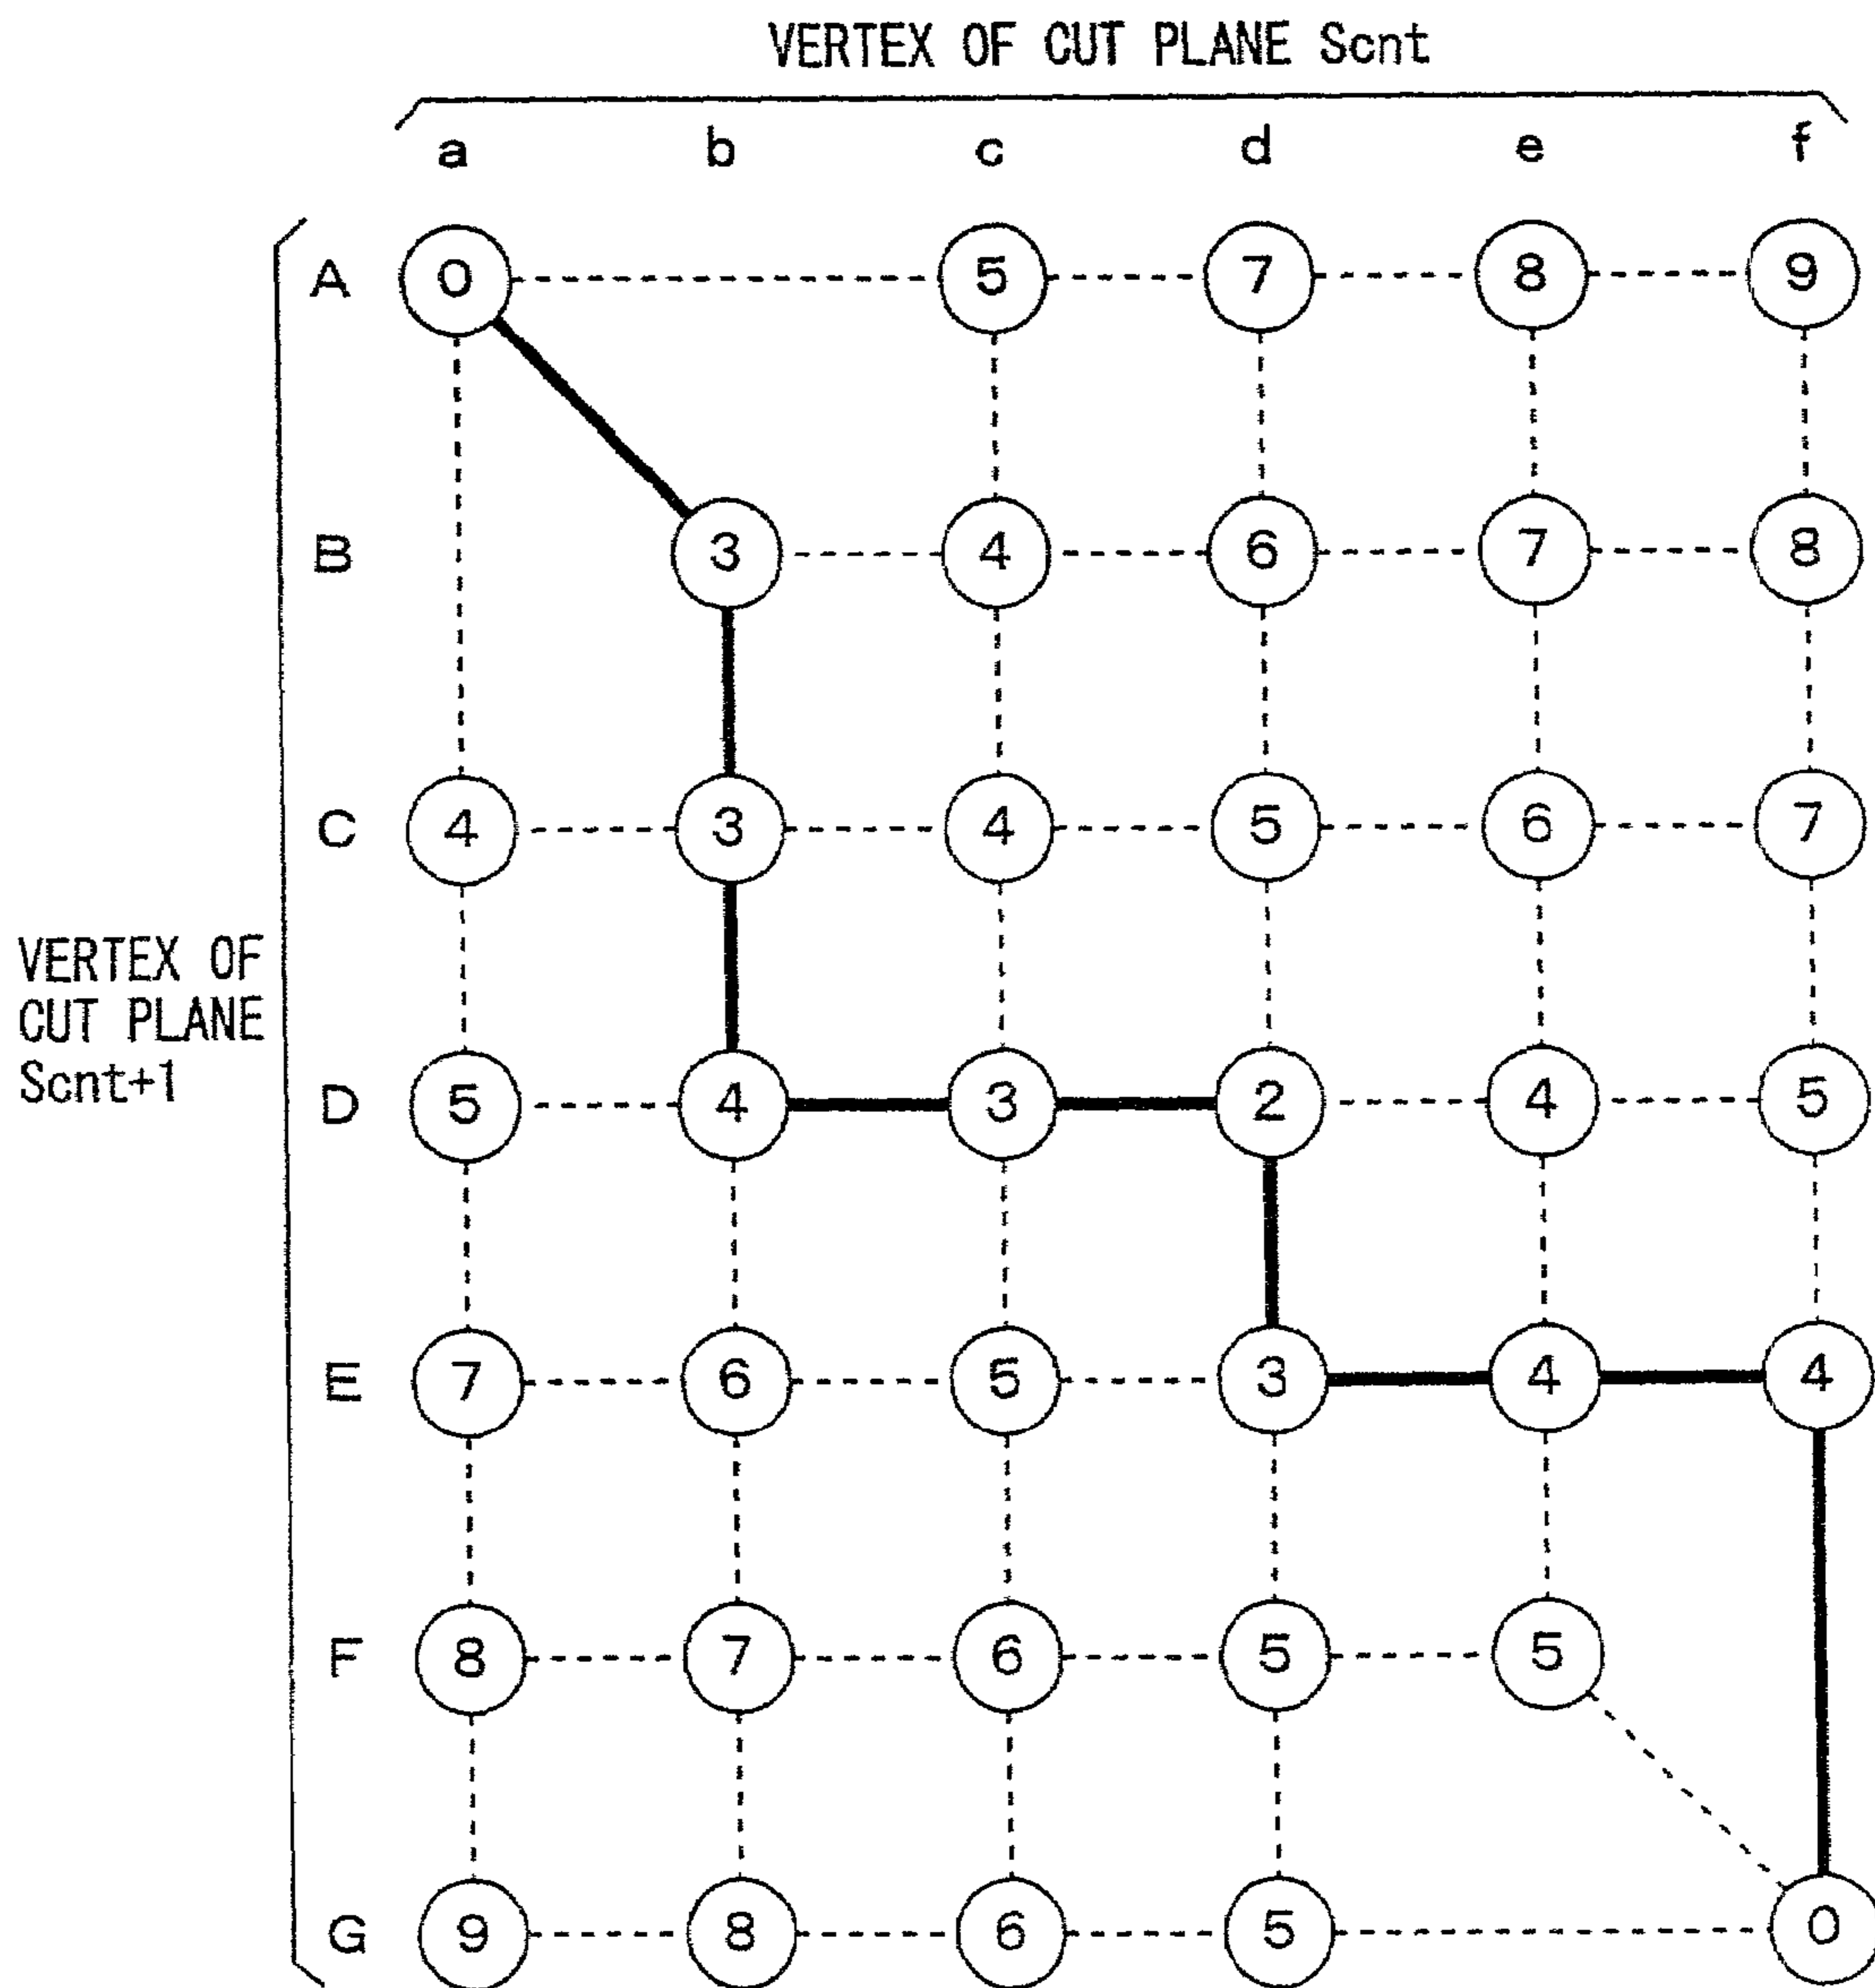 VERTEX OF CUT PLANE Scnt
a b c d e f
A 0 5 7 8 9
B 3 4 6 7 8
C 4 3 4 5 6 7
VERTEX OF
CUT PLANE
Scnt+1
D 5 4 3 2 4 5
E 7 6 5 3 4 4
F 8 7 6 5 5
G 9 8 6 5 0